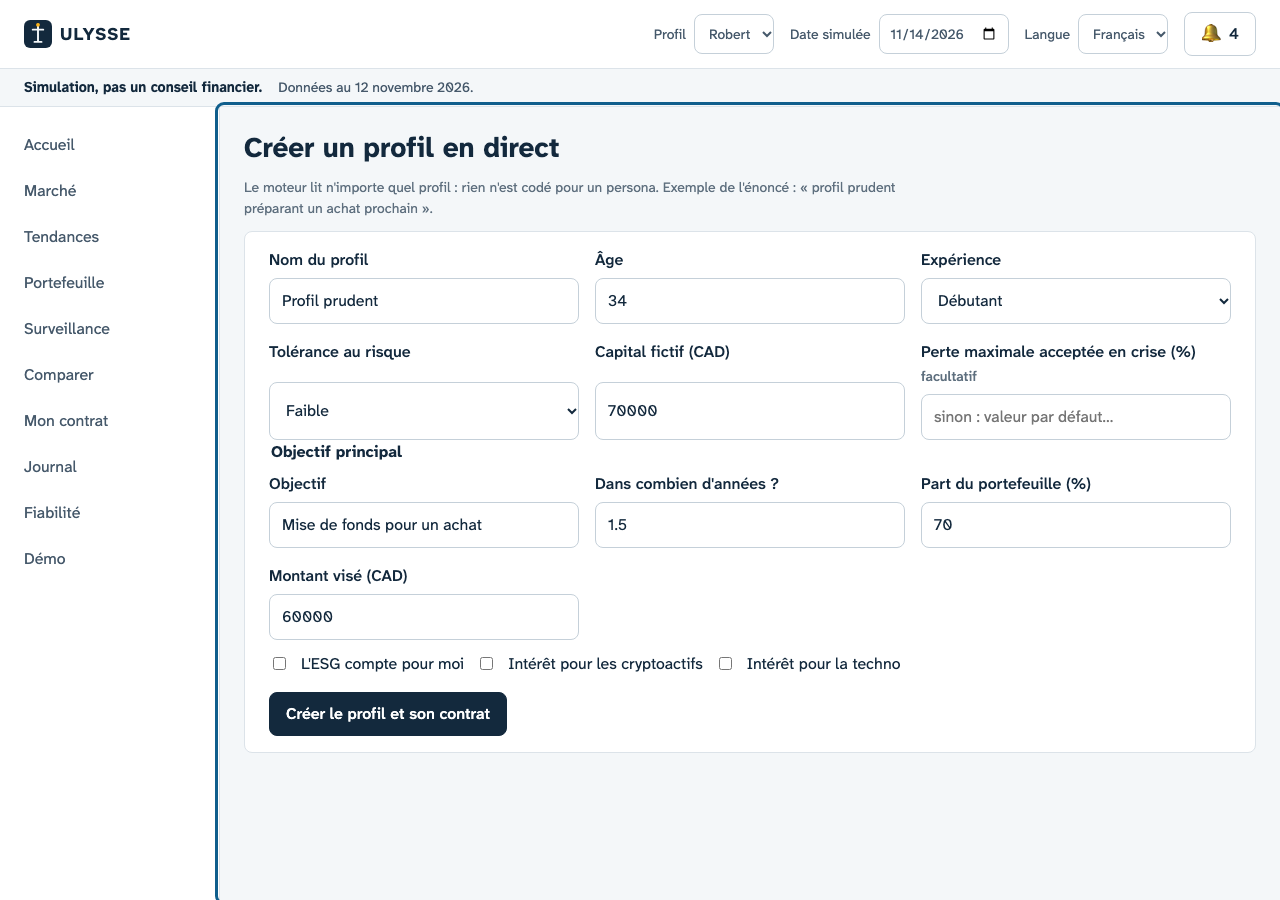 ULYSSE
Profil Robert Date simulée 11/14/2026 Langue Français 4
Simulation, pas un conseil financier. Données au 12 novembre 2026.
Accueil
Marché
Tendances
Portefeuille
Surveillance
Comparer
Mon contrat
Journal
Fiabilité
Démo
Créer un profil en direct
Le moteur lit n'importe quel profil : rien n'est codé pour un persona. Exemple de l'énoncé : « profil prudent
préparant un achat prochain ».
Nom du profil Âge Expérience
Profil prudent 34 Débutant
Tolérance au risque Capital fictif (CAD) Perte maximale acceptée en crise (%)
facultatif
Faible 70000 sinon : valeur par défaut...
Objectif principal
Objectif Dans combien d'années ? Part du portefeuille (%)
Mise de fonds pour un achat 1.5 70
Montant visé (CAD)
60000
L'ESG compte pour moi Intérêt pour les cryptoactifs Intérêt pour la techno
Créer le profil et son contrat